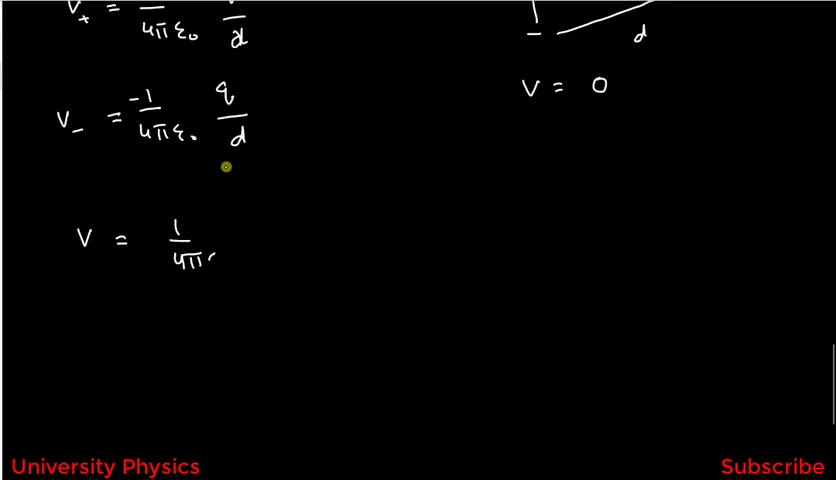 V₊ = 1/4πε₀ q/d
d
V = 0
V₋ = -1/4πε₀ q/d
V = 1/4π
University Physics
Subscribe